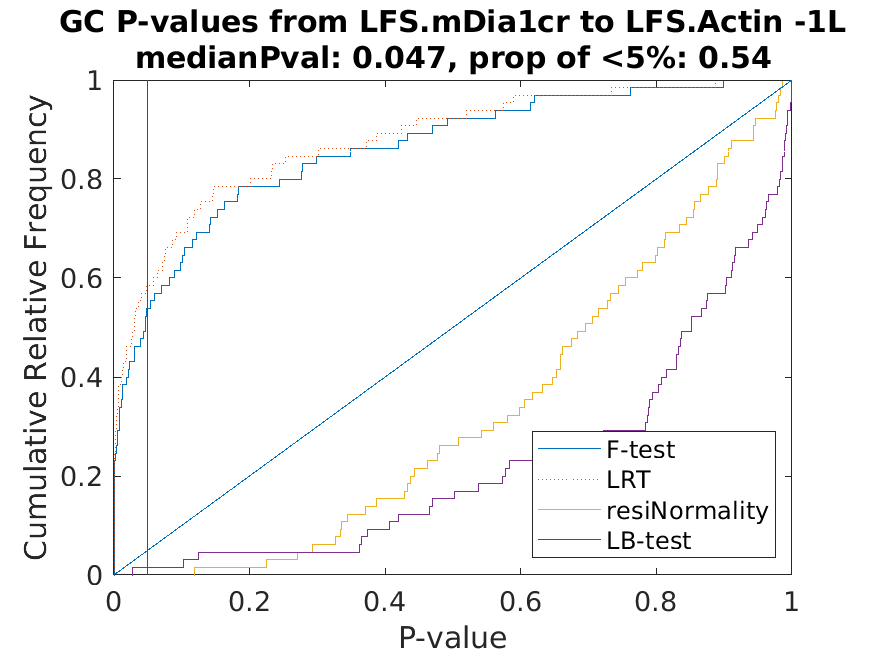 GC P-values from LFS.mDia1cr to LFS.Actin -1L
medianPval: 0.047, prop of <5%: 0.54
1
0.8
0.6
0.4
0.2
0
Cumulative Relative Frequency
F-test
LRT
resiNormality
LB-test
0 0.2 0.4 0.6 0.8 1
P-value